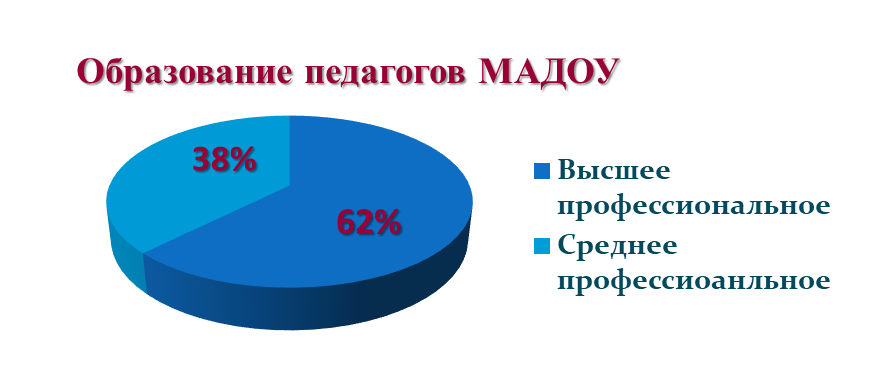 Образование педагогов МАДОУ
38%
62%
Высшее
профессиональное
Среднее
профессиоанльное